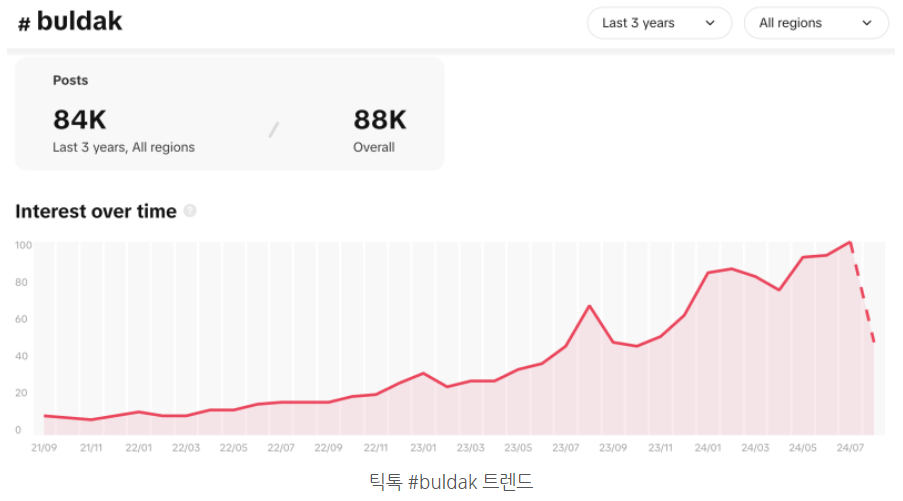 # buldak
Last 3 years
All regions
Posts
84K / 88K
Last 3 years, All regions Overall
Interest over time ?
100
80
60
40
20
0
21/09 21/11 22/01 22/03 22/05 22/07 22/09 22/11 23/01 23/03 23/05 23/07 23/09 23/11 24/01 24/03 24/05 24/07
틱톡 #buldak 트렌드